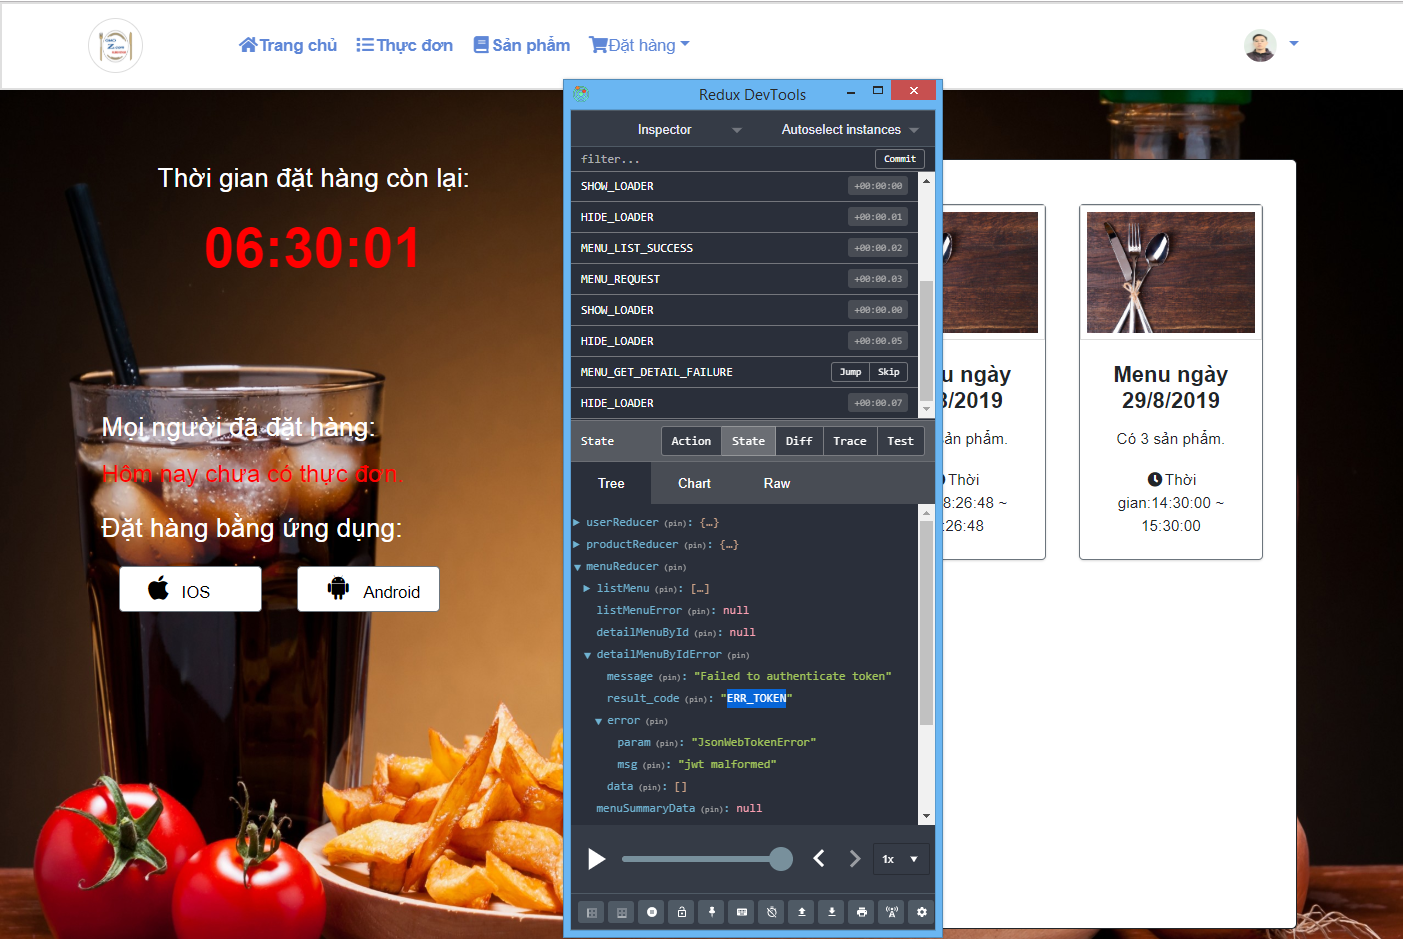 Trang chủ
Thực đơn
Sản phẩm
Đặt hàng
Thời gian đặt hàng còn lại:
06:30:01
Mọi người đã đặt hàng:
Hôm nay chưa có thực đơn.
Đặt hàng bằng ứng dụng:
IOS
Android
Redux DevTools
Inspector
Autoselect instances
filter...
Commit
SHOW_LOADER +00:00:00
HIDE_LOADER +00:00.01
MENU_LIST_SUCCESS +00:00.02
MENU_REQUEST +00:00.03
SHOW_LOADER +00:00.00
HIDE_LOADER +00:00.05
MENU_GET_DETAIL_FAILURE Jump Skip
HIDE_LOADER +00:00.07
State
Action State Diff Trace Test
Tree Chart Raw
userReducer (pin): {…}
productReducer (pin): {…}
menuReducer (pin)
listMenu (pin): […]
listMenuError (pin): null
detailMenuById (pin): null
detailMenuByIdError (pin)
message (pin): "Failed to authenticate token"
result_code (pin): "ERR_TOKEN"
error (pin)
param (pin): "JsonWebTokenError"
msg (pin): "jwt malformed"
data (pin): []
menuSummaryData (pin): null
1x
u ngày
8/2019
ản phẩm.
Thời
8:26:48 ~
:26:48
Menu ngày
29/8/2019
Có 3 sản phẩm.
Thời
gian:14:30:00 ~
15:30:00